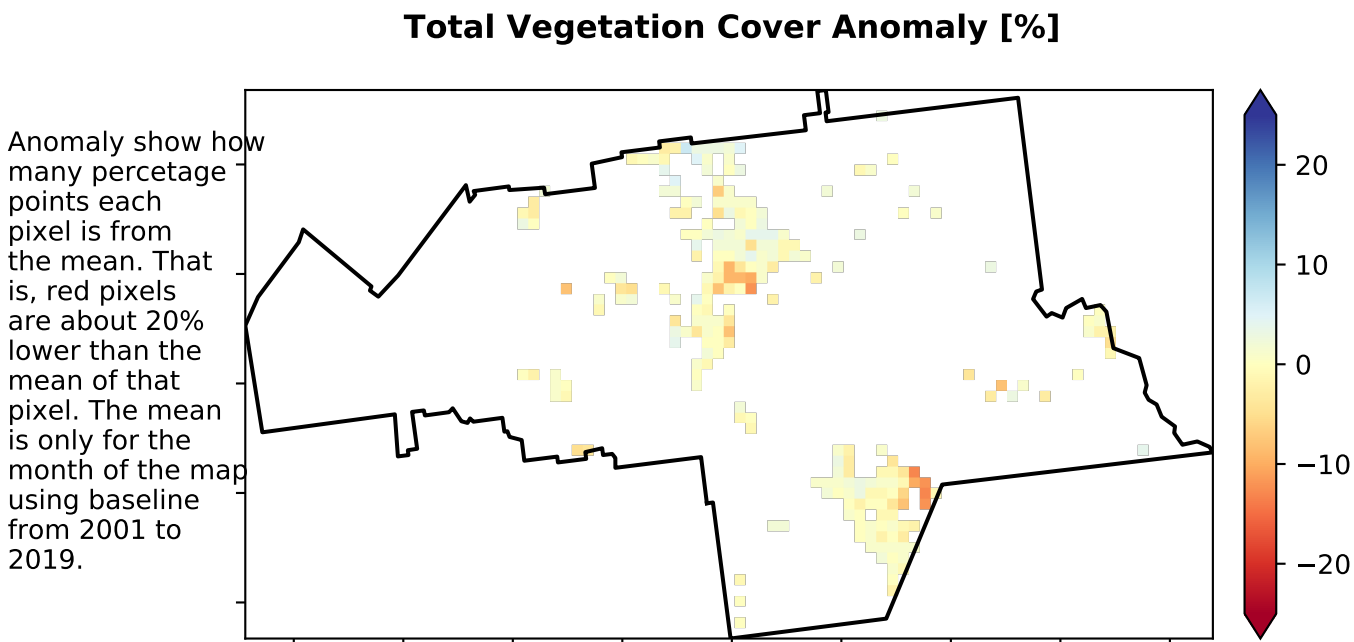 Total Vegetation Cover Anomaly [%]
Anomaly show how
many percetage
points each
pixel is from
the mean. That
is, red pixels
are about 20%
lower than the
mean of that
pixel. The mean
is only for the
month of the map
using baseline
from 2001 to
2019.
20
10
0
−10
−20